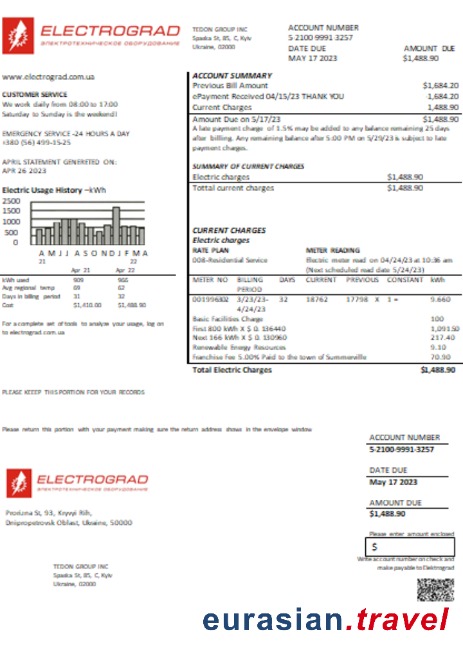 ELECTROGRAD
ЭЛЕКТРОТЕХНИЧЕСКОЕ ОБОРУДОВАНИЕ
TEDON GROUP INC
Spaska St, 85, C, Kyiv
Ukraine, 02000
ACCOUNT NUMBER
5 2100 9991 3257
DATE DUE AMOUNT DUE
MAY 17 2023 $1,488.90
www.electrograd.com.ua
CUSTOMER SERVICE
We work daily from 08:00 to 17:00
Saturday to Sunday is the weekend!
EMERGENCY SERVICE -24 HOURS A DAY
+380 (56) 499-15-25
APRIL STATEMENT GENERETED ON:
APR 26 2023
Electric Usage History –kWh
2500
1500
1000
500
0
A M J J A S O N D J F M A
21 22
Apr 21 Apr 22
kWh used 909 966
Avg regional temp 69 62
Days in billing period 31 32
Cost $1,410.00 $1,488.90
For a complete set of tools to analyze your usage, log on
to electrograd.com.ua
ACCOUNT SUMMARY
Previous Bill Amount $1,684.20
ePayment Received 04/15/23 THANK YOU -1,684.20
Current Charges 1,488.90
Amount Due on 5/17/23 $1,488.90
A late payment charge of 1.5% may be added to any balance remaining 25 days
after billing. Any remaining balance after 5:00 PM on 5/29/23 is subject to late
payment charges.
SUMMARY OF CURRENT CHARGES
Electric charges $1,488.90
Tottal current charges $1,488.90
CURRENT CHARGES
Electric charges
RATE PLAN METER READING
008-Residential Service Electric meter read on 04/24/23 at 10:36 am
(Next scheduled read date 5/24/23)
METER NO BILLING PERIOD DAYS CURRENT PREVIOUS CONSTANT kWh
3/23/23-4/24/23 32 18762 17798 X 1 = 9.660
Basic Facilities Charge 100
First 800 kWH X $ 0. 136440 1,091.50
Next 166 kWH X $ 0. 130960 217.40
Renewable Energy Resources 9.10
Franchise Fee 5.00% Paid to the town of Summerville 70.90
Total Electric Charges $1,488.90
PLEASE KEEEP THIS PORTION FOR YOUR RECORDS
Please return this portion with your payment making sure the return address shows in the envelope window
ACCOUNT NUMBER
5-2100-9991-3257
DATE DUE
May 17 2023
AMOUNT DUE
$1,488.90
Please enter amount enclosed
$
Write account number on check and
make payable to Elektrograd
ELECTROGRAD
ЭЛЕКТРОТЕХНИЧЕСКОЕ ОБОРУДОВАНИЕ
Prorizna St, 93, Kryvyi Rih,
Dnipropetrovsk Oblast, Ukraine, 50000
TEDON GROUP INC
Spaska St, 85, C, Kyiv
Ukraine, 02000
eurasian.travel